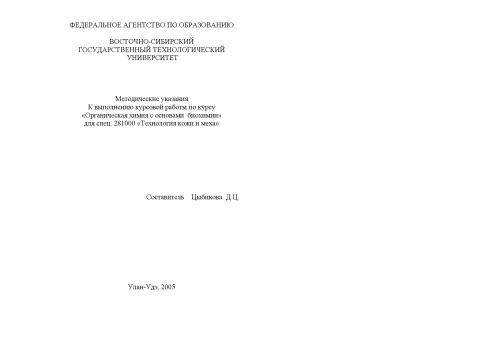 ФЕДЕРАЛЬНОЕ АГЕНТСТВО ПО ОБРАЗОВАНИЮ
ВОСТОЧНО-СИБИРСКИЙ
ГОСУДАРСТВЕННЫЙ ТЕХНОЛОГИЧЕСКИЙ
УНИВЕРСИТЕТ
Методические указания
К выполнению курсовой работы по курсу
«Органическая химия с основами биохимии»
для спец. 281000 «Технология кожи и меха»
Составитель Цыбикова Д.Ц.
Улан-Удэ, 2005